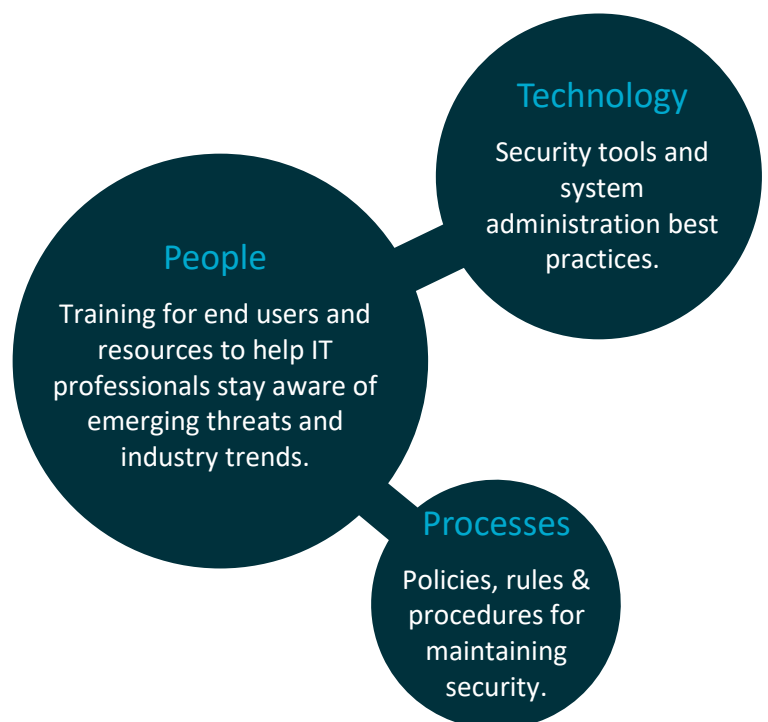 Technology
Security tools and
system
administration best
practices.
People
Training for end users and
resources to help IT
professionals stay aware of
emerging threats and
industry trends.
Processes
Policies, rules &
procedures for
maintaining
security.